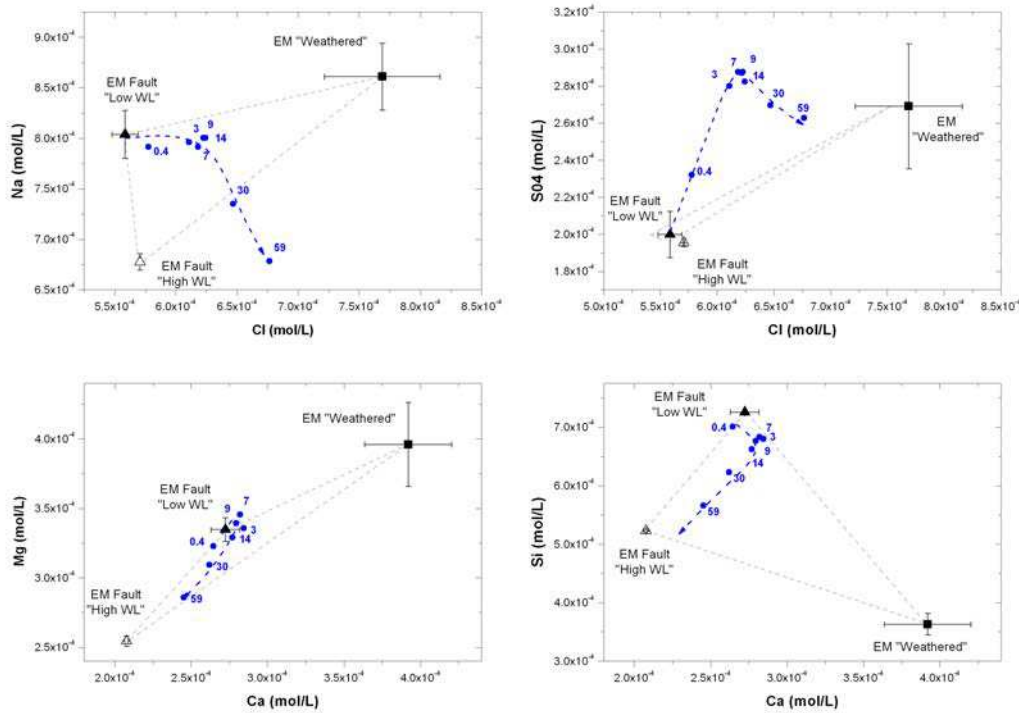 9.0x10⁻⁴
8.5x10⁻⁴
8.0x10⁻⁴
7.5x10⁻⁴
7.0x10⁻⁴
6.5x10⁻⁴
Na (mol/L)
EM "Weathered"
EM Fault
"Low WL"
0.4
3
9
14
7
30
59
EM Fault
"High WL"
5.5x10⁻⁴
6.0x10⁻⁴
6.5x10⁻⁴
7.0x10⁻⁴
7.5x10⁻⁴
8.0x10⁻⁴
8.5x10⁻⁴
Cl (mol/L)
3.2x10⁻⁴
3.0x10⁻⁴
2.8x10⁻⁴
2.6x10⁻⁴
2.4x10⁻⁴
2.2x10⁻⁴
2.0x10⁻⁴
1.8x10⁻⁴
S04 (mol/L)
7
9
3
14
30
59
EM
"Weathered"
0.4
EM Fault
"Low WL"
EM Fault
"High WL"
5.0x10⁻⁴
5.5x10⁻⁴
6.0x10⁻⁴
6.5x10⁻⁴
7.0x10⁻⁴
7.5x10⁻⁴
8.0x10⁻⁴
8.5x10⁻⁴
Cl (mol/L)
4.0x10⁻⁴
3.5x10⁻⁴
3.0x10⁻⁴
2.5x10⁻⁴
Mg (mol/L)
EM "Weathered"
EM Fault
"Low WL"
9
7
3
0.4
14
30
59
EM Fault
"High WL"
2.0x10⁻⁴
2.5x10⁻⁴
3.0x10⁻⁴
3.5x10⁻⁴
4.0x10⁻⁴
Ca (mol/L)
7.0x10⁻⁴
6.0x10⁻⁴
5.0x10⁻⁴
4.0x10⁻⁴
3.0x10⁻⁴
Si (mol/L)
EM Fault
"Low WL"
0.4
7
3
9
14
30
59
EM Fault
"High WL"
EM "Weathered"
2.0x10⁻⁴
2.5x10⁻⁴
3.0x10⁻⁴
3.5x10⁻⁴
4.0x10⁻⁴
Ca (mol/L)